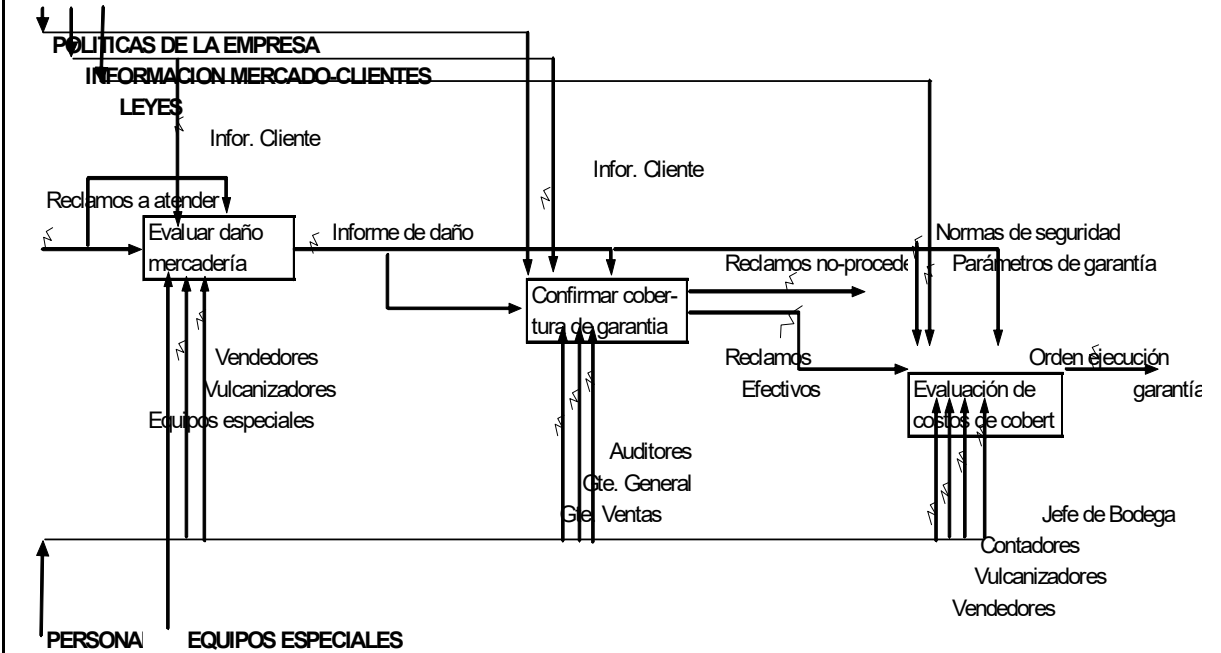 POLITICAS DE LA EMPRESA
INFORMACION MERCADO-CLIENTES
LEYES
Infor. Cliente
Infor. Cliente
Reclamos a atender
Evaluar daño
mercadería
Informe de daño
Normas de seguridad
Reclamos no-procede
Parámetros de garantía
Confirmar cober-
tura de garantia
Vendedores
Vulcanizadores
Equipos especiales
Reclamos
Efectivos
Orden ejecución
garantía
Evaluación de
costos de cobert
Auditores
Gte. General
Gte. Ventas
Jefe de Bodega
Contadores
Vulcanizadores
Vendedores
PERSONA
EQUIPOS ESPECIALES